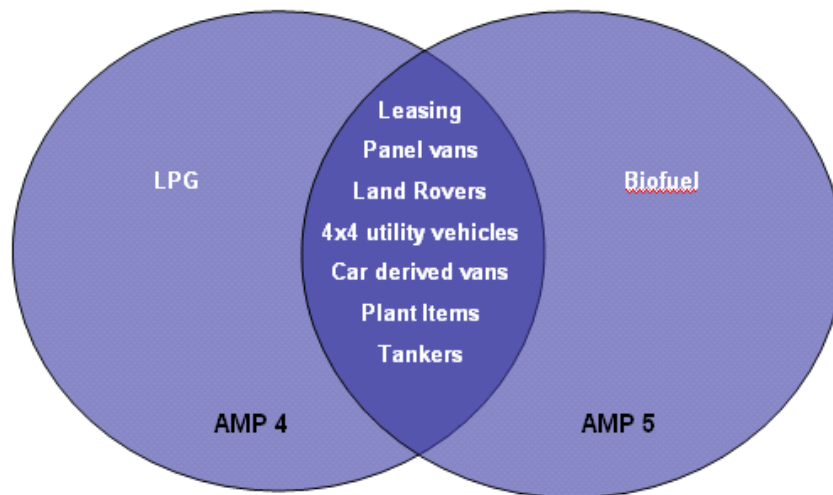 Leasing
Panel vans
LPG
Biofuel
Land Rovers
4x4 utility vehicles
Car derived vans
Plant Items
Tankers
AMP 4
AMP 5